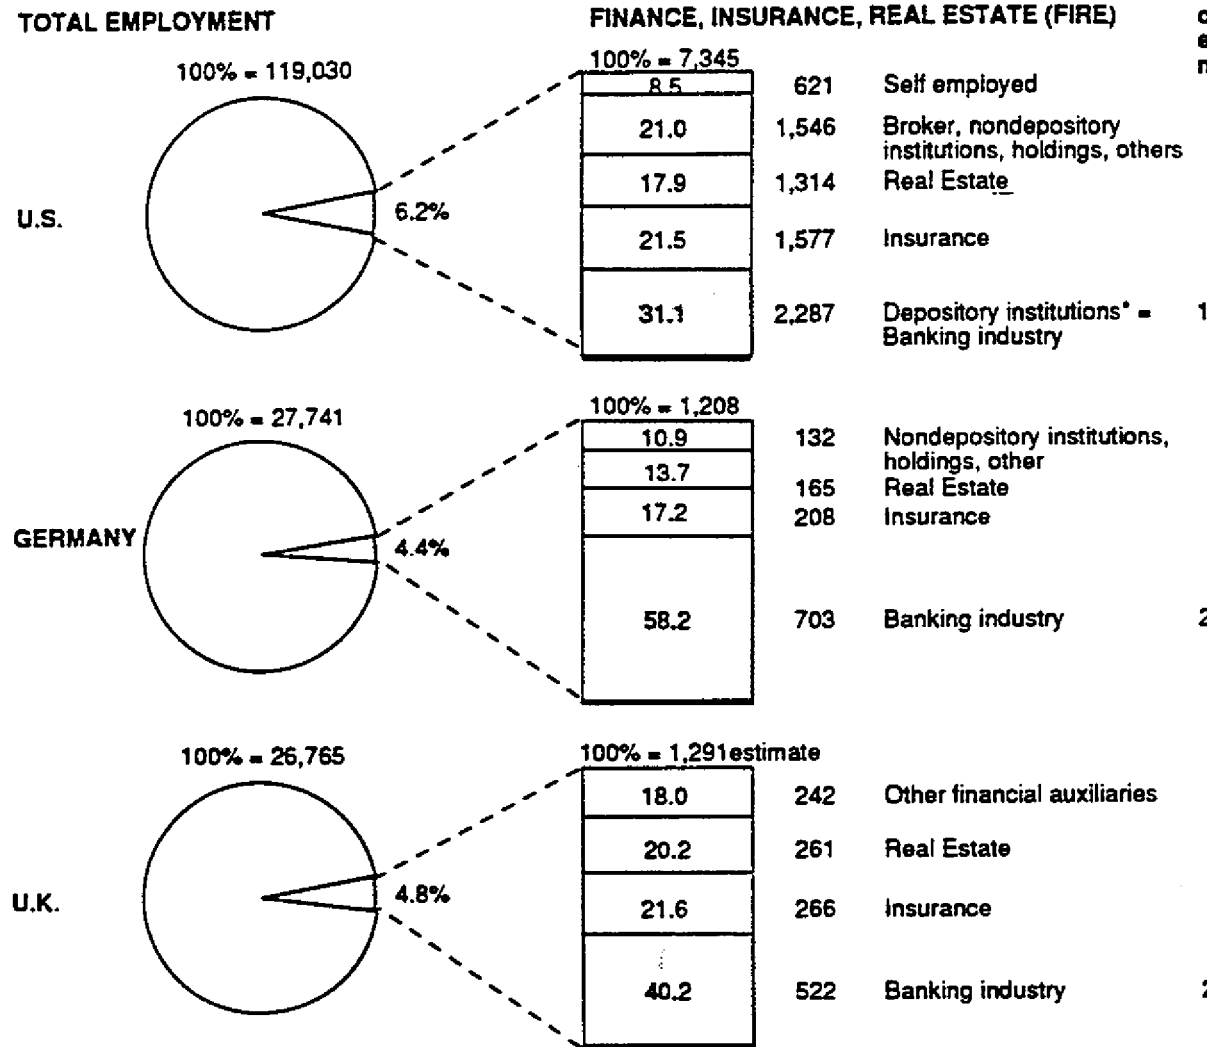 TOTAL EMPLOYMENT
FINANCE, INSURANCE, REAL ESTATE (FIRE)
100% = 119,030
100% = 7,345
U.S.
6.2%
8.5 621 Self employed
21.0 1,546 Broker, nondepository
institutions, holdings, others
17.9 1,314 Real Estate
21.5 1,577 Insurance
31.1 2,287 Depository institutions* =
Banking industry
100% = 27,741
100% = 1,208
GERMANY
4.4%
10.9 132 Nondepository institutions,
holdings, other
13.7 165 Real Estate
17.2 208 Insurance
58.2 703 Banking industry
100% = 26,765
100% = 1,291 estimate
U.K.
4.8%
18.0 242 Other financial auxiliaries
20.2 261 Real Estate
21.6 266 Insurance
40.2 522 Banking industry